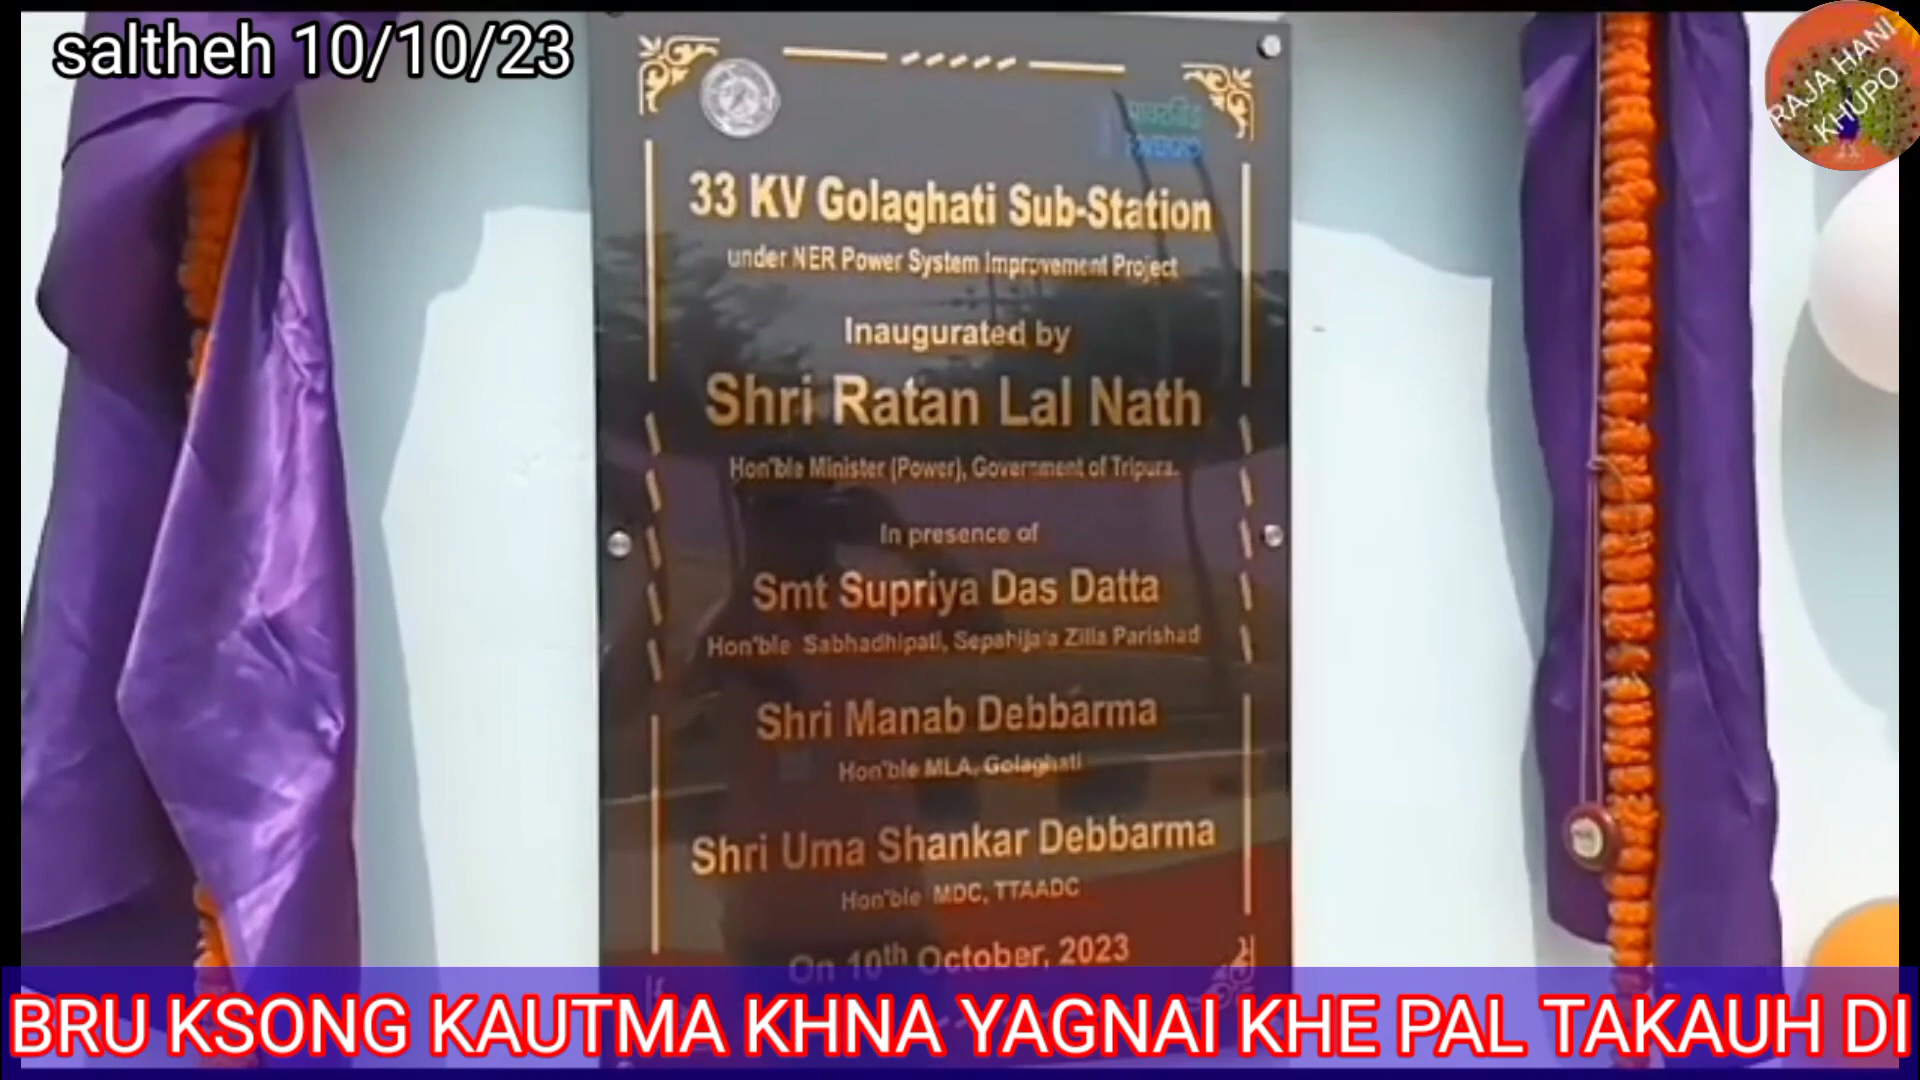 saltheh 10/10/23
RAJA HANI
KHUPO
33 KV Golaghati Sub-Station
under NER Power System Improvement Project
Inaugurated by
Shri Ratan Lal Nath
Hon'ble Minister (Power), Government of Tripura.
In presence of
Smt Supriya Das Datta
Hon'ble Sabhadhipati, Sepahijala Zilla Parishad
Shri Manab Debbarma
Hon'ble MLA, Golaghati
Shri Uma Shankar Debbarma
Hon'ble MDC, TTAADC
On 10th October, 2023
BRU KSONG KAUTMA KHNA YAGNAI KHE PAL TAKAUH DI